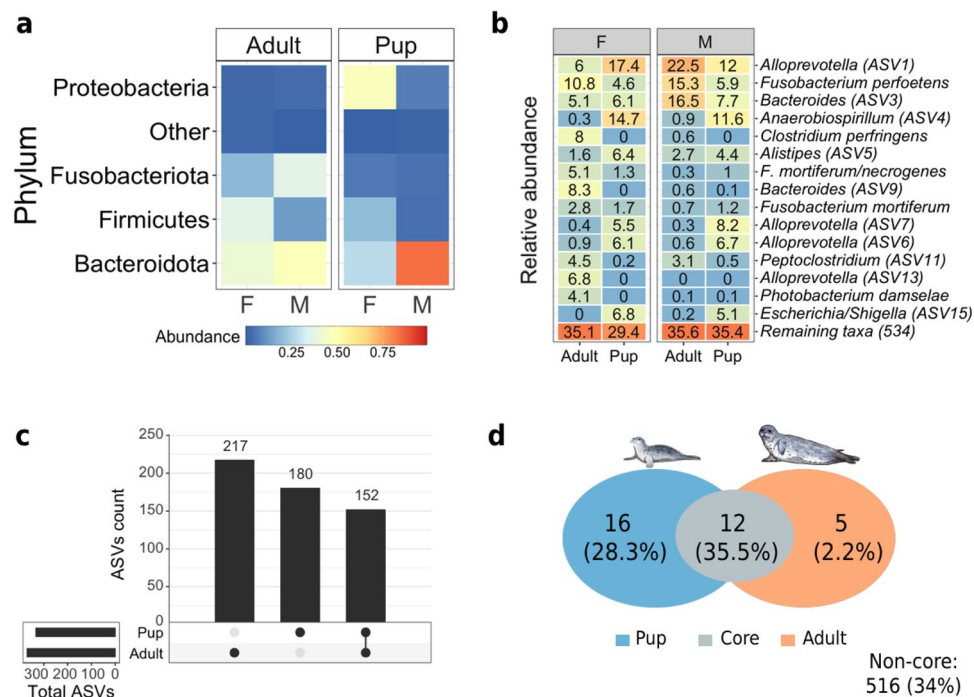 a
Adult Pup
Phylum
Proteobacteria
Other
Fusobacteriota
Firmicutes
Bacteroidota
F M F M
Abundance
0.25 0.50 0.75
b
F M
Relative abundance
6 17.4 22.5 12 Alloprevotella (ASV1)
10.8 4.6 15.3 5.9 Fusobacterium perfoetens
5.1 6.1 16.5 7.7 Bacteroides (ASV3)
0.3 14.7 0.9 11.6 Anaerobiospirillum (ASV4)
8 0 0.6 0 Clostridium perfringens
1.6 6.4 2.7 4.4 Alistipes (ASV5)
5.1 1.3 0.3 1 F. mortiferum/necrogenes
8.3 0 0.6 0.1 Bacteroides (ASV9)
2.8 1.7 0.7 1.2 Fusobacterium mortiferum
0.4 5.5 0.3 8.2 Alloprevotella (ASV7)
0.9 6.1 0.6 6.7 Alloprevotella (ASV6)
4.5 0.2 3.1 0.5 Peptoclostridium (ASV11)
6.8 0 0 0 Alloprevotella (ASV13)
4.1 0 0.1 0.1 Photobacterium damselae
0 6.8 0.2 5.1 Escherichia/Shigella (ASV15)
35.1 29.4 35.6 35.4 Remaining taxa (534)
Adult Pup Adult Pup
c
ASVs count
250
200
150
100
50
0
217 180 152
Pup
Adult
300 200 100 0
Total ASVs
d
16 12 5
(28.3%) (35.5%) (2.2%)
Pup Core Adult
Non-core:
516 (34%)